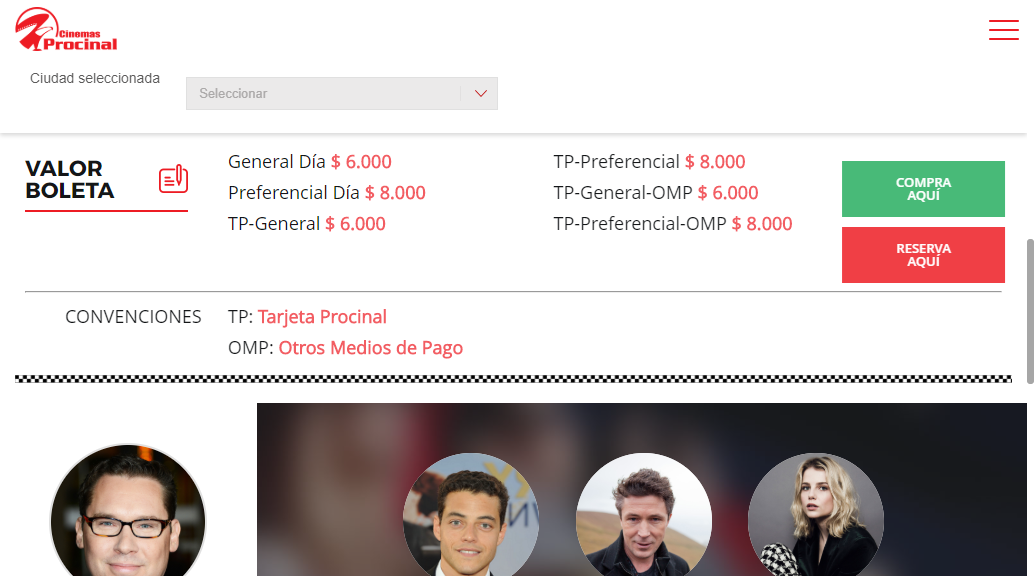 Cinemas
Procinal
Ciudad seleccionada
Seleccionar
VALOR
BOLETA
General Día $ 6.000
Preferencial Día $ 8.000
TP-General $ 6.000
TP-Preferencial $ 8.000
TP-General-OMP $ 6.000
TP-Preferencial-OMP $ 8.000
COMPRA
AQUÍ
RESERVA
AQUÍ
CONVENCIONES
TP: Tarjeta Procinal
OMP: Otros Medios de Pago